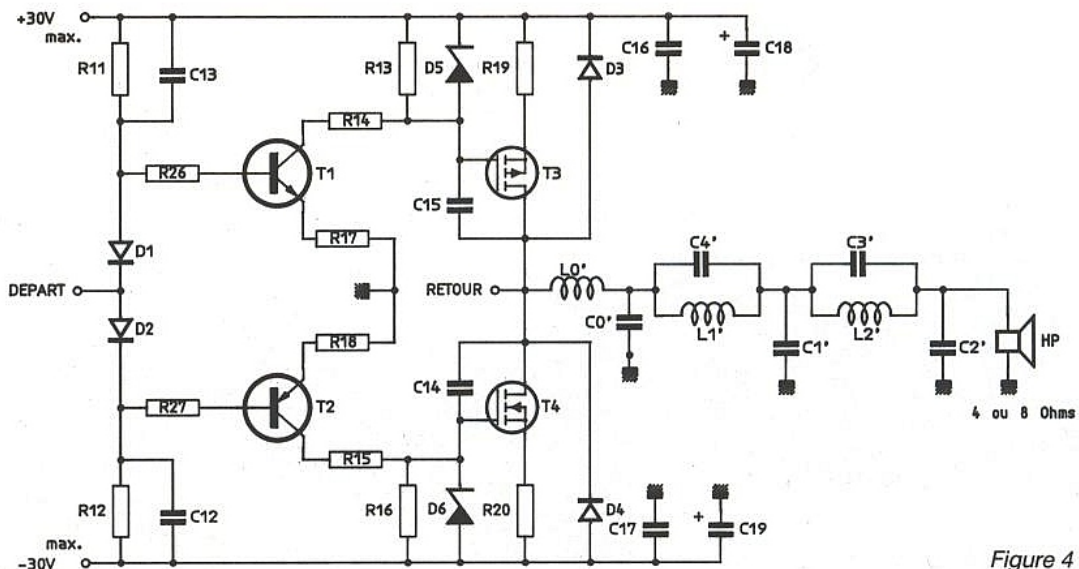 +30V
max.
R11
C13
R13
D5
R19
D3
C16
+
C18
R14
R26
T1
T3
C15
R17
D1
DEPART
RETOUR
L0'
C4'
C3'
L1'
L2'
C0'
C1'
C2'
HP
4 ou 8 Ohms
D2
R18
C14
R27
T2
T4
R15
R12
C12
R16
D6
R20
D4
C17
+
C19
max.
-30V
Figure 4